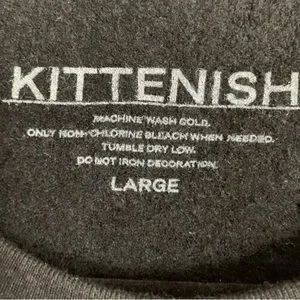 KITTENISH
MACHINE WASH COLD.
ONLY NON-CHLORINE BLEACH WHEN NEEDED.
TUMBLE DRY LOW.
DO NOT IRON DECORATION.
LARGE